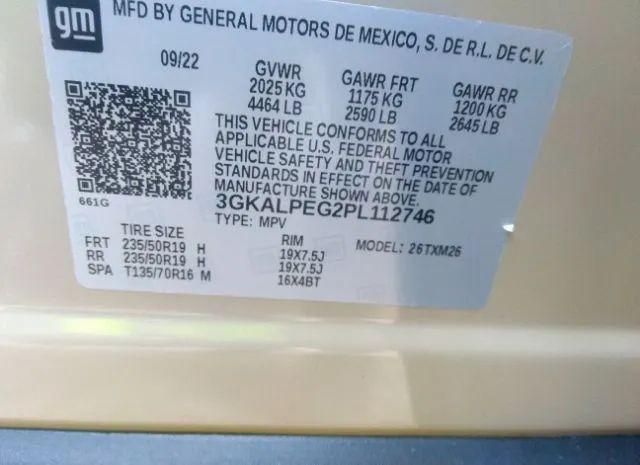 gm
MFD BY GENERAL MOTORS DE MEXICO, S. DE R.L. DE C.V.
09/22 GVWR GAWR FRT GAWR RR
2025 KG 1175 KG 1200 KG
4464 LB 2590 LB 2645 LB
THIS VEHICLE CONFORMS TO ALL
APPLICABLE U.S. FEDERAL MOTOR
VEHICLE SAFETY AND THEFT PREVENTION
STANDARDS IN EFFECT ON THE DATE OF
MANUFACTURE SHOWN ABOVE.
661G
3GKALPEG2PL112746
TYPE: MPV
TIRE SIZE RIM MODEL: 26TXM26
FRT 235/50R19 H 19X7.5J
RR 235/50R19 H 19X7.5J
SPA T135/70R16 M 16X4BT